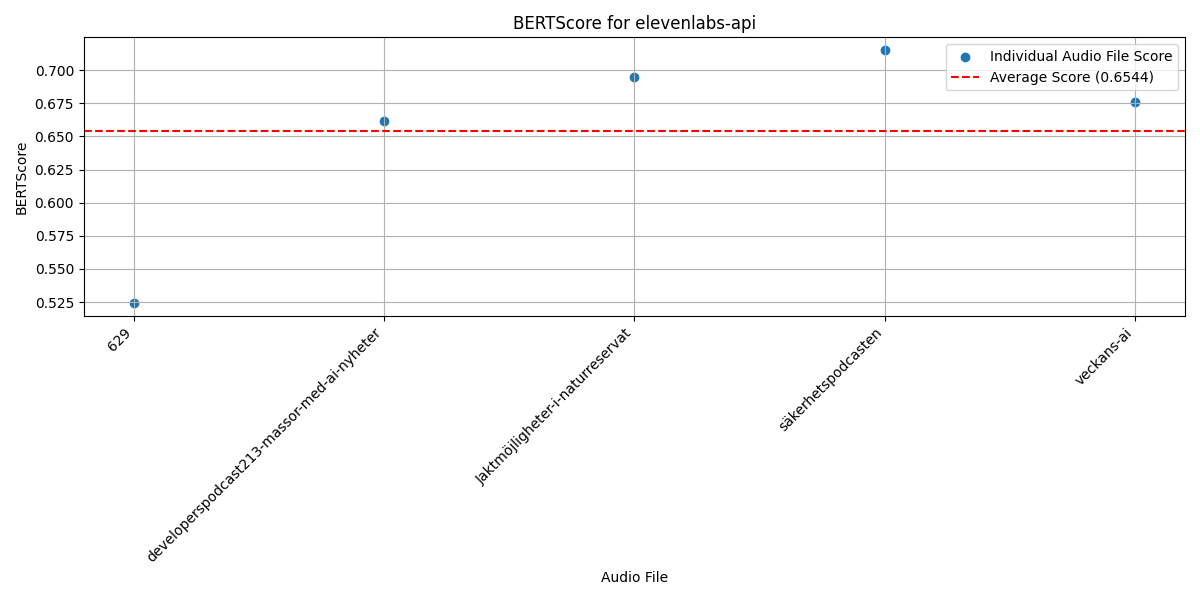 BERTScore for elevenlabs-api
Individual Audio File Score
Average Score (0.6544)
BERTScore
0.700
0.675
0.650
0.625
0.600
0.575
0.550
0.525
629
developerspodcast213-massor-med-ai-nyheter
Jaktmöjligheter-i-naturreservat
säkerhetspodcasten
veckans-ai
Audio File